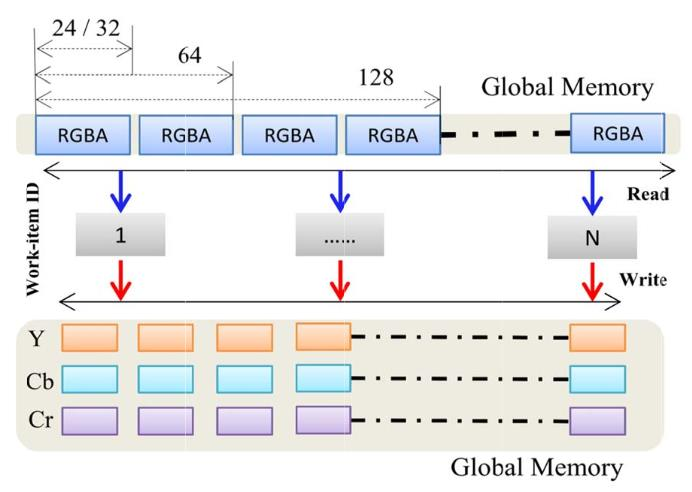 24 / 32
64
128
Global Memory
RGBA RGBA RGBA RGBA RGBA
Read
Work-item ID
1 ...... N
Write
Y
Cb
Cr
Global Memory